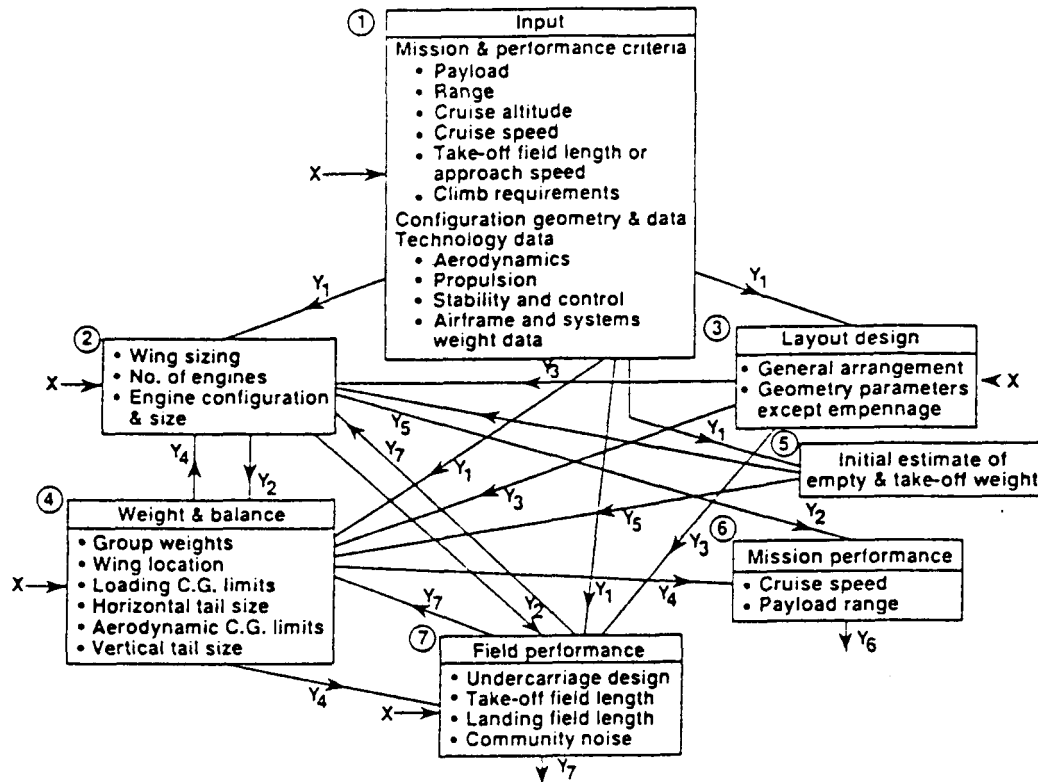 ① Input
Mission & performance criteria
• Payload
• Range
• Cruise altitude
• Cruise speed
• Take-off field length or
approach speed
• Climb requirements
Configuration geometry & data
Technology data
• Aerodynamics
• Propulsion
• Stability and control
• Airframe and systems
weight data
X
Y1
Y1
②
• Wing sizing
• No. of engines
• Engine configuration
& size
X
③ Layout design
• General arrangement
• Geometry parameters
except empennage
X
Y3
Y5
Y7
Y1
Y4
Y2
Y1
Y3
Y5
⑤ Initial estimate of
empty & take-off weight
Y2
④ Weight & balance
• Group weights
• Wing location
• Loading C.G. limits
• Horizontal tail size
• Aerodynamic C.G. limits
• Vertical tail size
X
Y3
⑥ Mission performance
• Cruise speed
• Payload range
Y4
Y6
Y7
Y2
Y1
⑦ Field performance
• Undercarriage design
• Take-off field length
• Landing field length
• Community noise
Y4
X
Y7